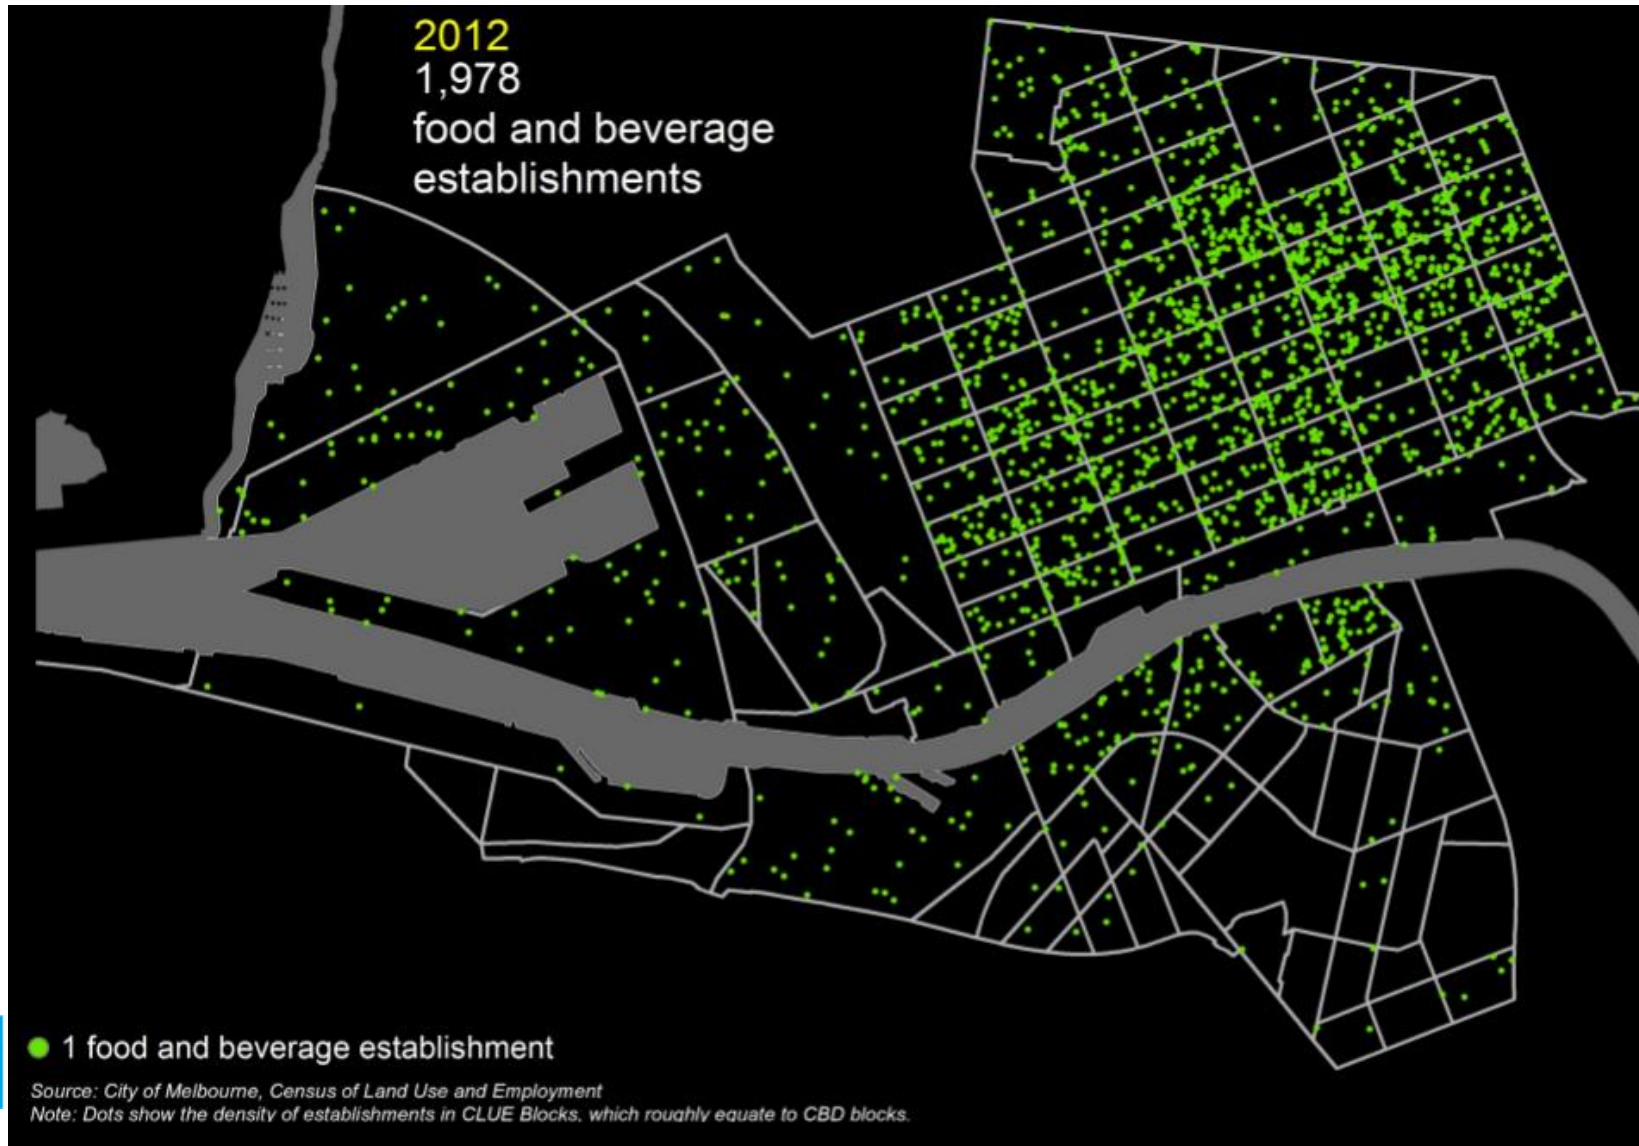 2012
1,978
food and beverage
establishments
1 food and beverage establishment
Source: City of Melbourne, Census of Land Use and Employment
Note: Dots show the density of establishments in CLUE Blocks, which roughly equate to CBD blocks.